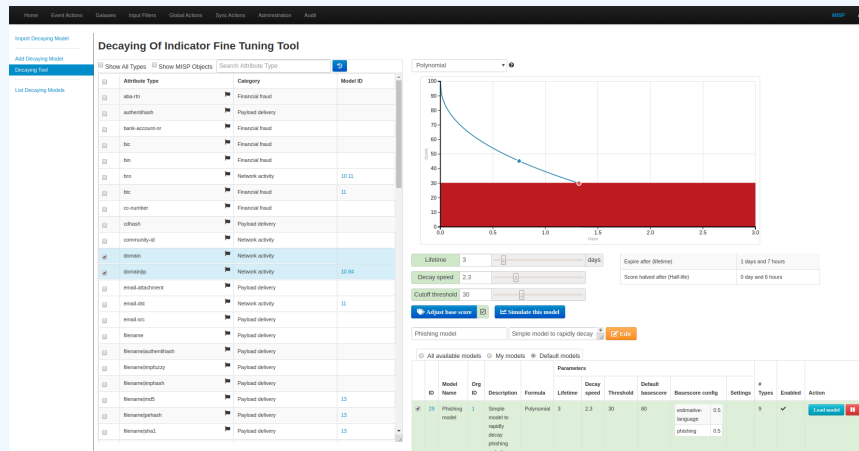 Home Event Actions Galaxies Input Filters Global Actions Sync Actions Administration Audit MISP
Import Decaying Model
Add Decaying Model
Decaying Tool
List Decaying Models
Decaying Of Indicator Fine Tuning Tool
Show All Types Show MISP Objects Search Attribute Type
Attribute Type Category Model ID
aba-rtn Financial fraud
authentihash Payload delivery
bank-account-nr Financial fraud
bic Financial fraud
bin Financial fraud
bro Network activity 10 11
btc Financial fraud 11
cc-number Financial fraud
cdhash Payload delivery
community-id Network activity
domain Network activity
domain|ip Network activity 10 84
email-attachment Payload delivery
email-dst Network activity 11
email-src Payload delivery
filename Payload delivery
filename|authentihash Payload delivery
filename|impfuzzy Payload delivery
filename|imphash Payload delivery
filename|md5 Payload delivery 13
filename|pehash Payload delivery 13
filename|sha1 Payload delivery 13
Polynomial
100
90
80
70
60
50
40
30
20
10
0
Score
0.0 0.5 1.0 1.5 2.0 2.5 3.0
Days
Lifetime 3 days
Decay speed 2.3
Cutoff threshold 30
Expire after (lifetime) 1 days and 7 hours
Score halved after (Half-life) 0 day and 6 hours
Adjust base score Simulate this model
Phishing model Simple model to rapidly decay Edit
All available models My models Default models
Parameters
ID Model Name Org ID Description Formula Lifetime Decay speed Threshold Default basescore Basescore config Settings # Types Enabled Action
29 Phishing model 1 Simple model to rapidly decay phishing Polynomial 3 2.3 30 80 estimative-language 0.5 phishing 0.5 9 Load model